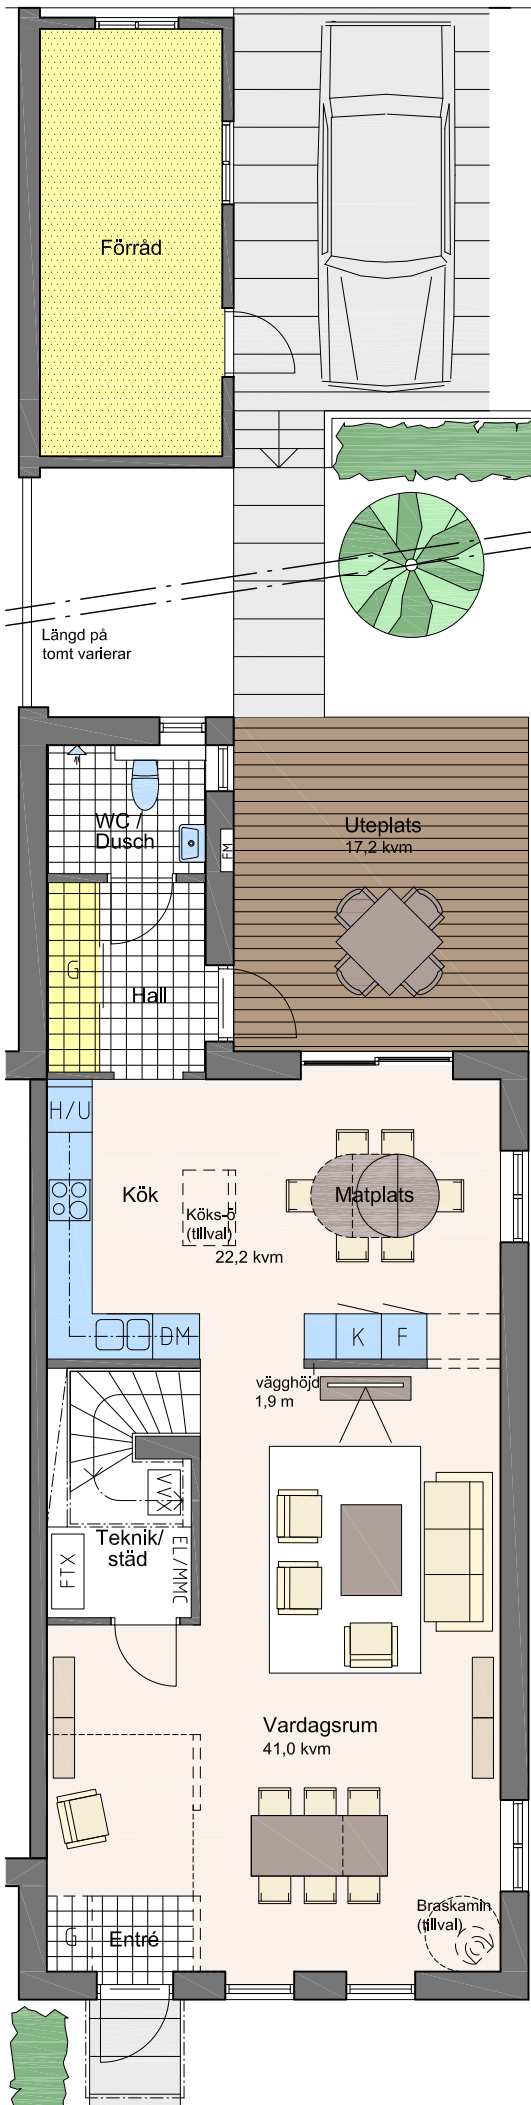 Förråd
Längd på
tomt varierar
WC /
Dusch
FM
Uteplats
17,2 kvm
G
Hall
H/U
Kök
Köks-ö
(tillval)
Matplats
22,2 kvm
DM
K
F
vägghöjd
1,9 m
VVX
Teknik/
städ
FTX
EL/MMC
Vardagsrum
41,0 kvm
Braskamin
(tillval)
G
Entré